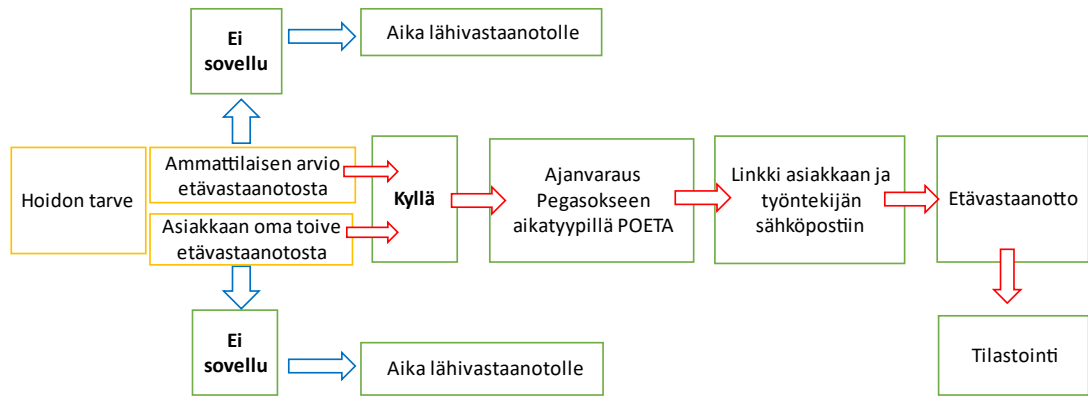 Ei
sovellu
Aika lähivastaanotolle
Hoidon tarve
Ammattilaisen arvio
etävastaanotosta
Asiakkaan oma toive
etävastaanotosta
Kyllä
Ajanvaraus
Pegasokseen
aikatyypillä POETA
Linkki asiakkaan ja
työntekijän
sähköpostiin
Etävastaanotto
Ei
sovellu
Aika lähivastaanotolle
Tilastointi